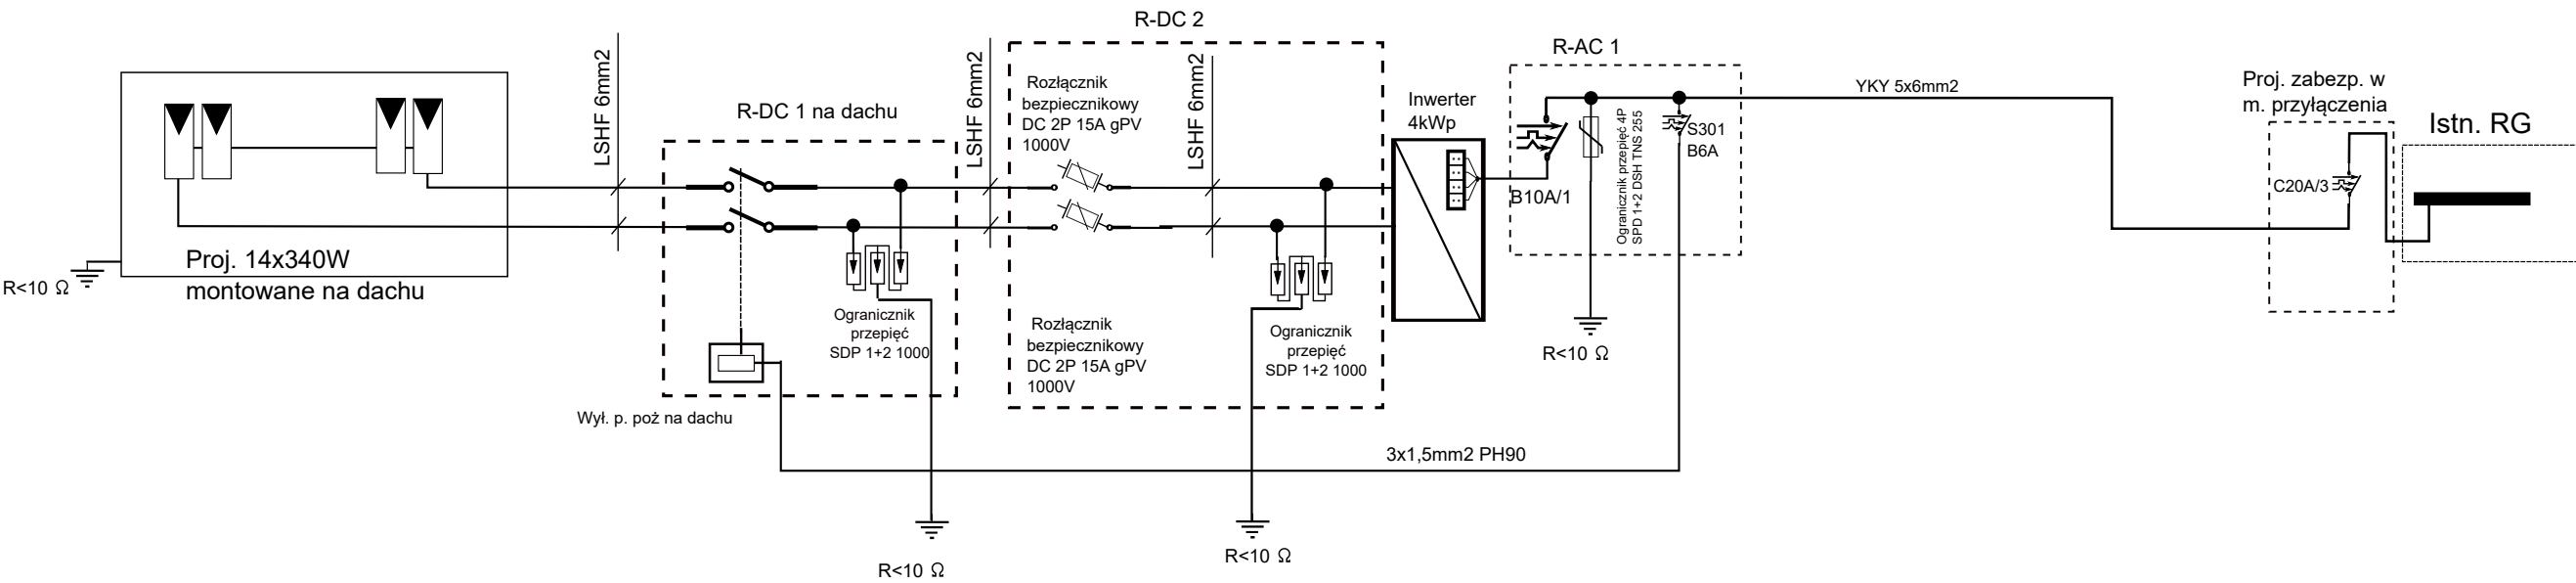 R-DC 2
R-AC 1
LSHF 6mm2
LSHF 6mm2
LSHF 6mm2
Rozłącznik
bezpiecznikowy
DC 2P 15A gPV
1000V
R-DC 1 na dachu
Inwerter
4kWp
YKY 5x6mm2
Proj. zabezp. w
m. przyłączenia
Istn. RG
Ogranicznik przepięć 4P
SPD 1+2 DSH TNS 255
S301
B6A
B10A/1
C20A/3
Proj. 14x340W
montowane na dachu
R<10 Ω
Ogranicznik
przepięć
SDP 1+2 1000
Rozłącznik
bezpiecznikowy
DC 2P 15A gPV
1000V
Ogranicznik
przepięć
SDP 1+2 1000
R<10 Ω
Wył. p. poż na dachu
3x1,5mm2 PH90
R<10 Ω
R<10 Ω